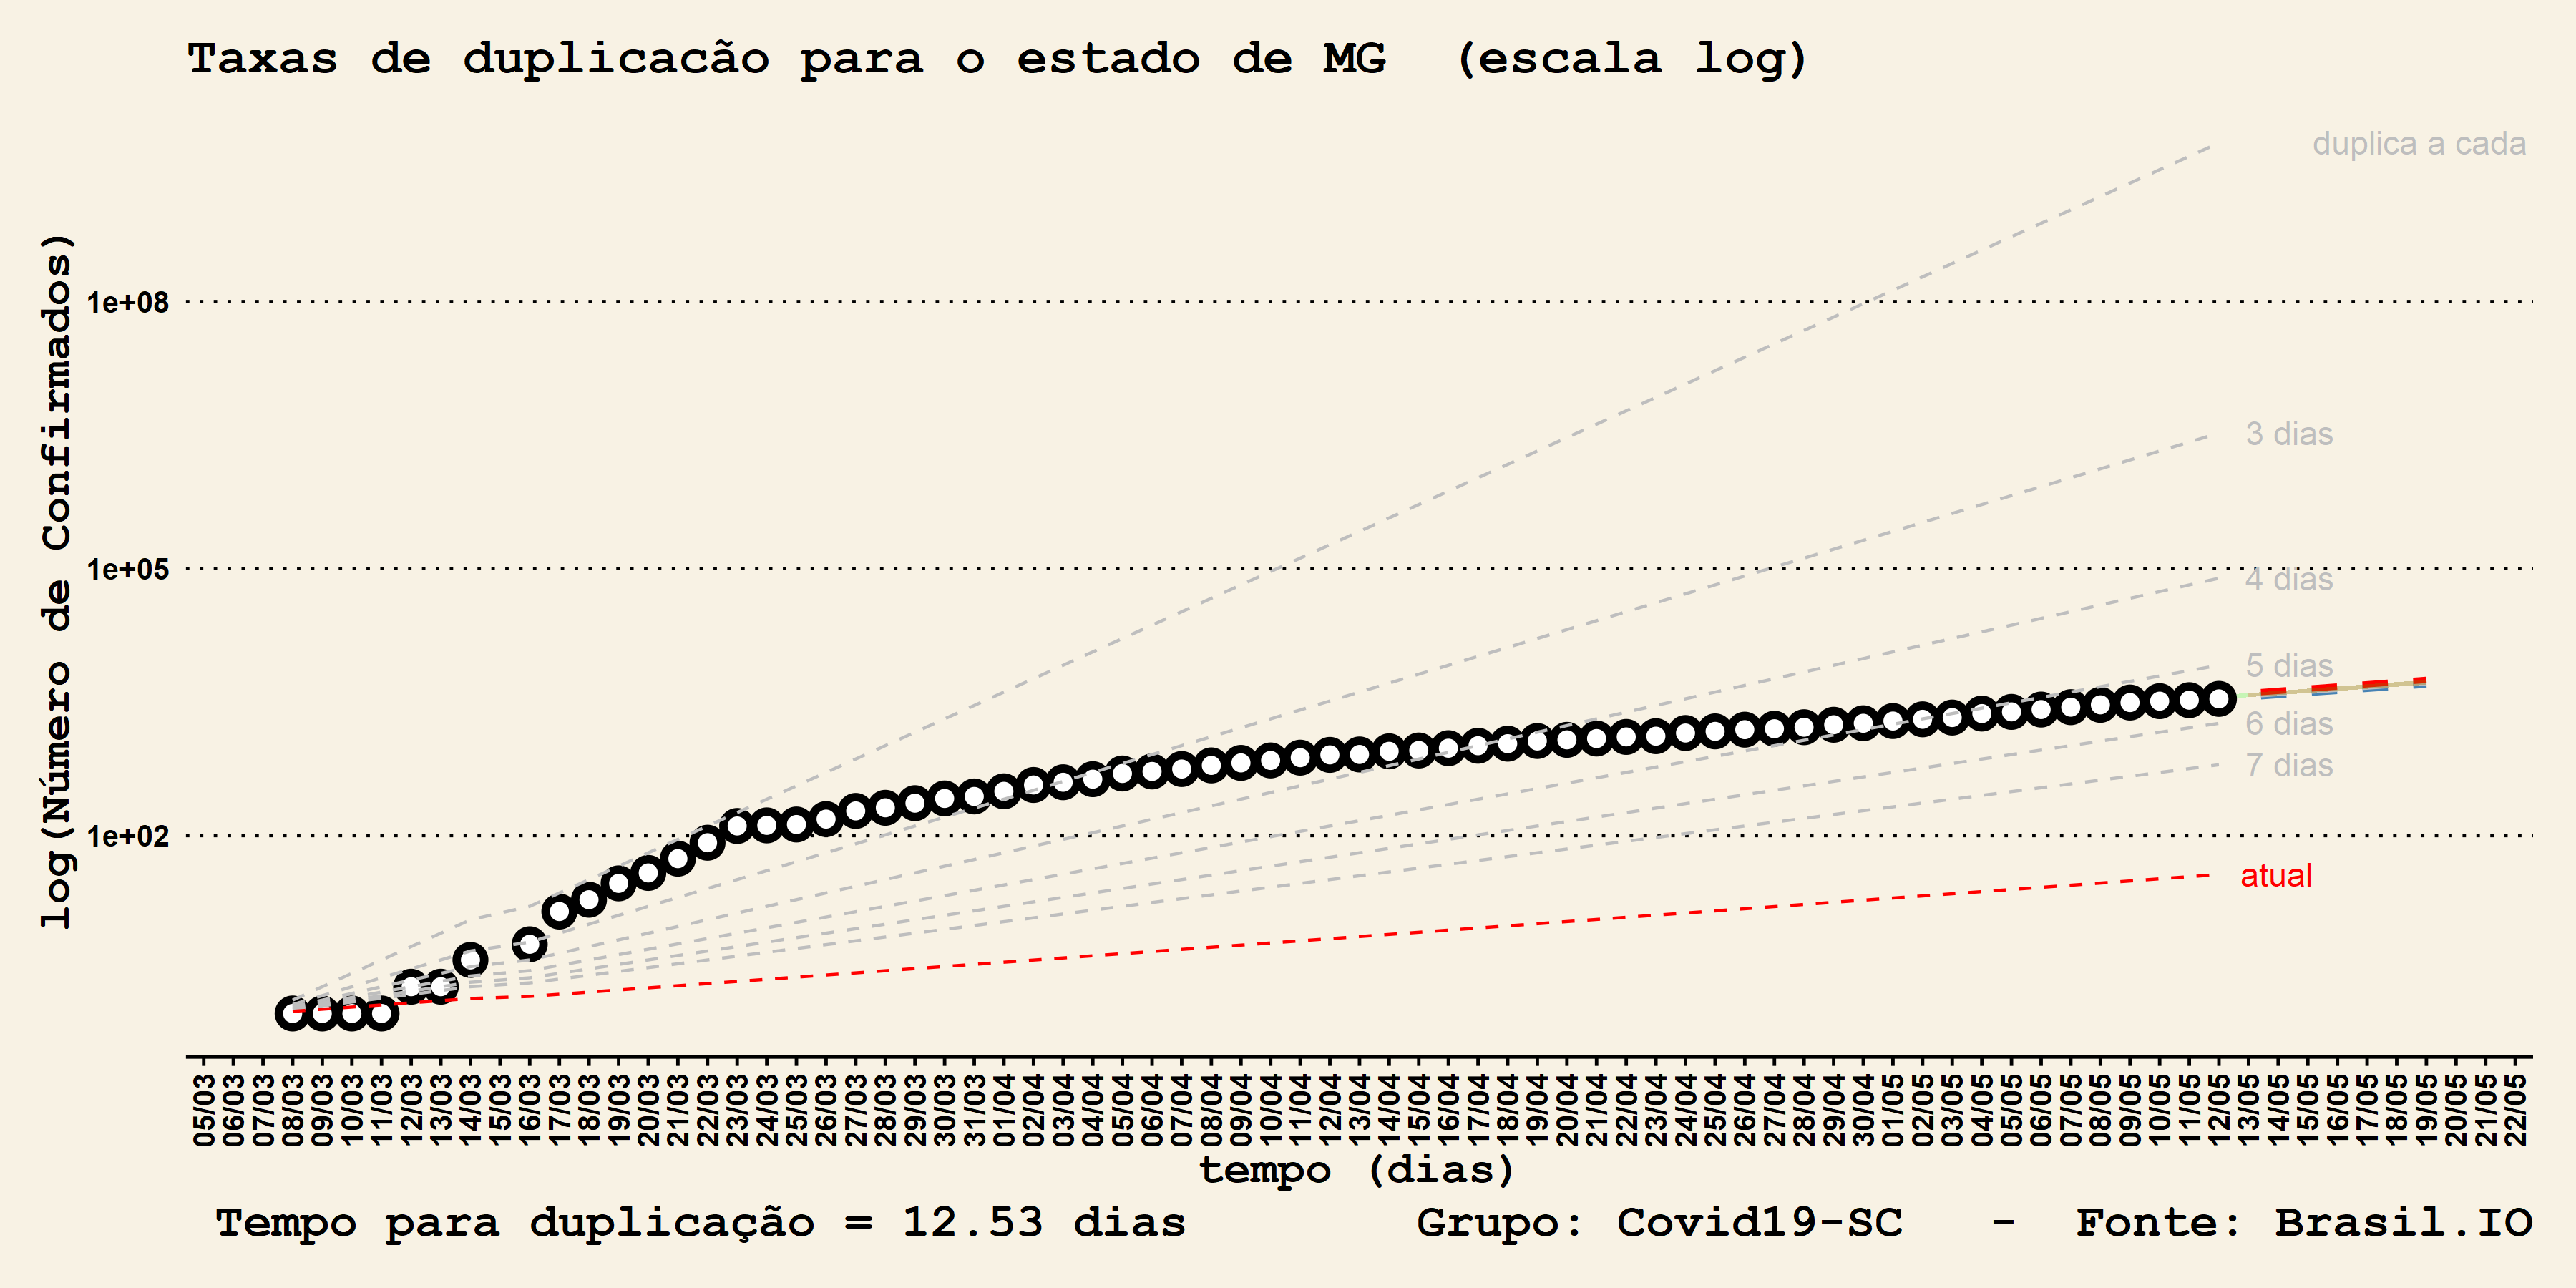 Taxas de duplicacão para o estado de MG  (escala log)
duplica a cada
3 dias
4 dias
5 dias
6 dias
7 dias
atual
log(Número de Confirmados)
1e+08
1e+05
1e+02
05/03 06/03 07/03 08/03 09/03 10/03 11/03 12/03 13/03 14/03 15/03 16/03 17/03 18/03 19/03 20/03 21/03 22/03 23/03 24/03 25/03 26/03 27/03 28/03 29/03 30/03 31/03 01/04 02/04 03/04 04/04 05/04 06/04 07/04 08/04 09/04 10/04 11/04 12/04 13/04 14/04 15/04 16/04 17/04 18/04 19/04 20/04 21/04 22/04 23/04 24/04 25/04 26/04 27/04 28/04 29/04 30/04 01/05 02/05 03/05 04/05 05/05 06/05 07/05 08/05 09/05 10/05 11/05 12/05 13/05 14/05 15/05 16/05 17/05 18/05 19/05 20/05 21/05 22/05
tempo (dias)
Tempo para duplicação = 12.53 dias Grupo: Covid19-SC - Fonte: Brasil.IO